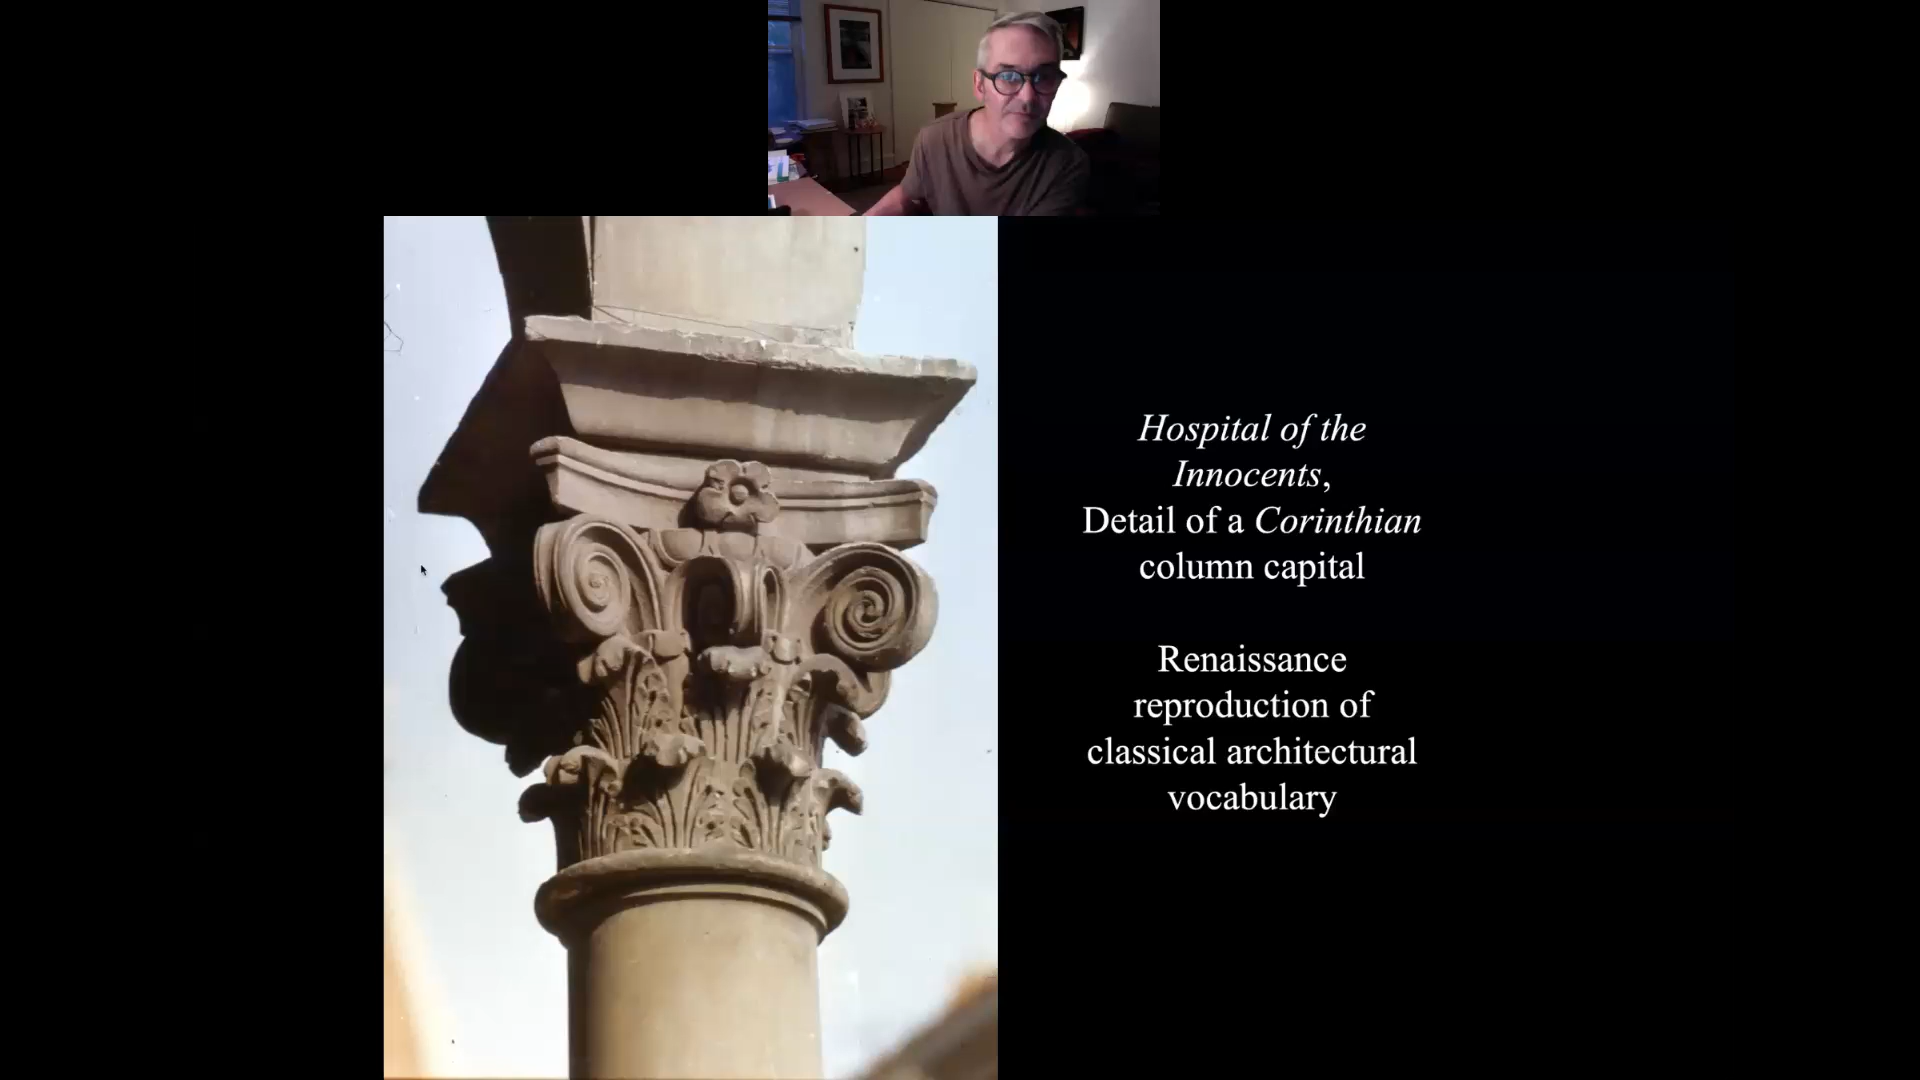 Hospital of the
Innocents,
Detail of a Corinthian
column capital
Renaissance
reproduction of
classical architectural
vocabulary